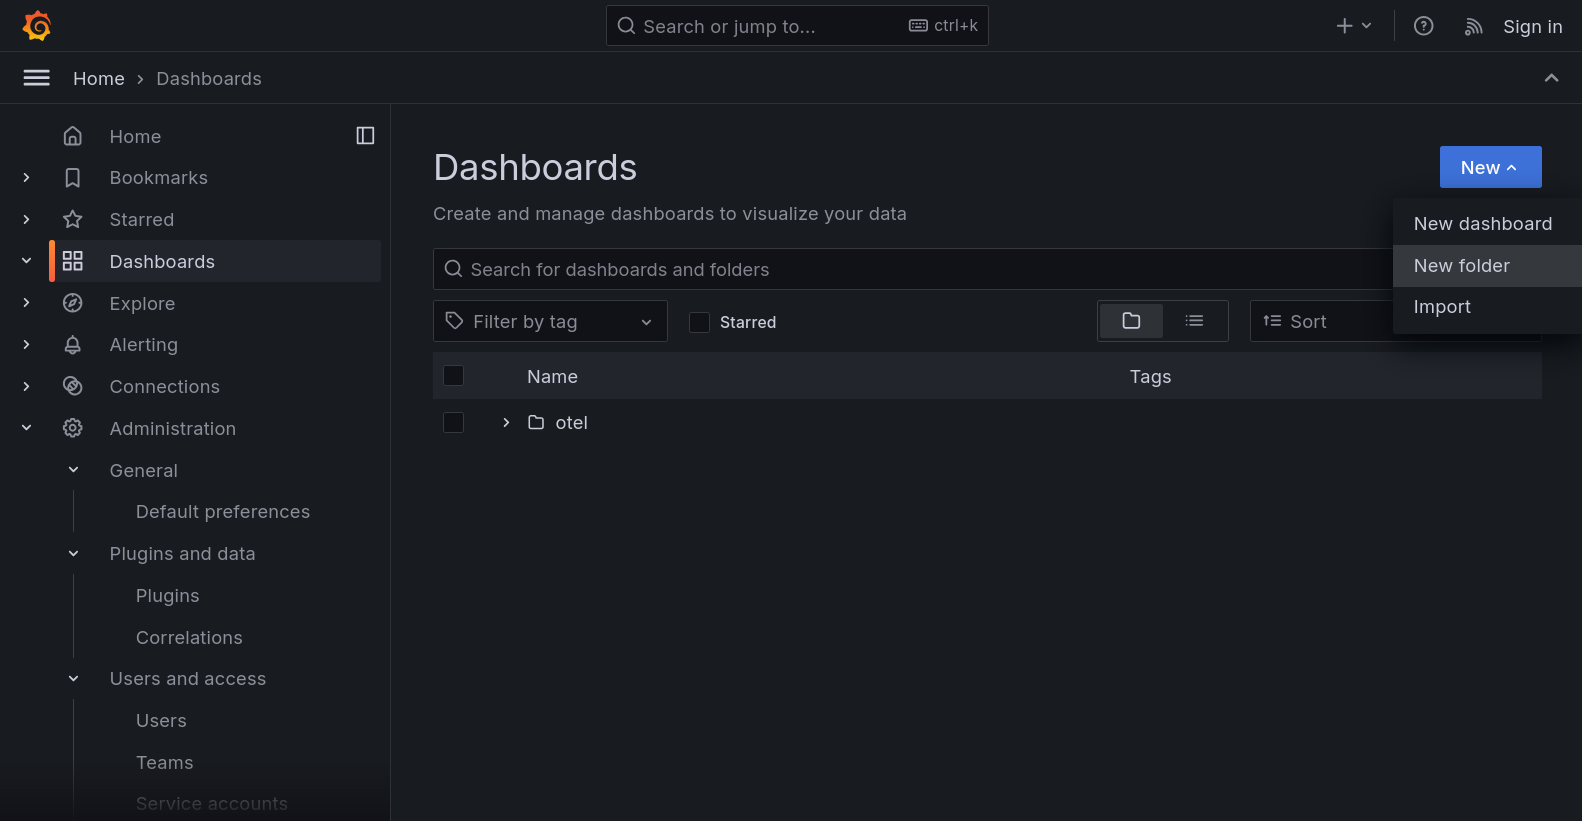 Search or jump to...
ctrl+k
Sign in
Home
Dashboards
Home
Bookmarks
Starred
Dashboards
Explore
Alerting
Connections
Administration
General
Default preferences
Plugins and data
Plugins
Correlations
Users and access
Users
Teams
Service accounts
Dashboards
New
Create and manage dashboards to visualize your data
New dashboard
New folder
Import
Search for dashboards and folders
Filter by tag
Starred
Sort
Name
Tags
otel